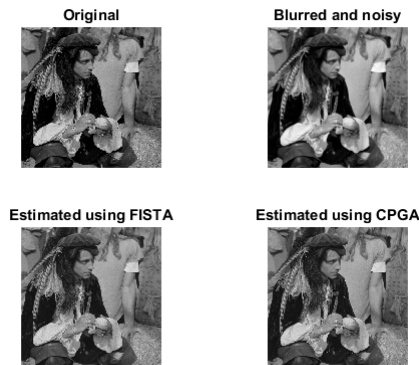 Original
Blurred and noisy
Estimated using FISTA
Estimated using CPGA